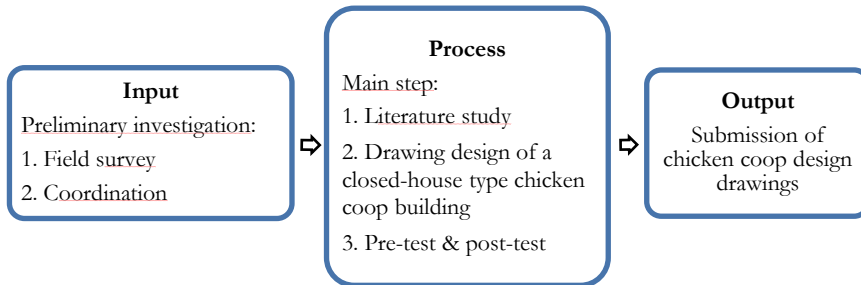 Input
Preliminary investigation:
1. Field survey
2. Coordination
Process
Main step:
1. Literature study
2. Drawing design of a
closed-house type chicken
coop building
3. Pre-test & post-test
Output
Submission of
chicken coop design
drawings